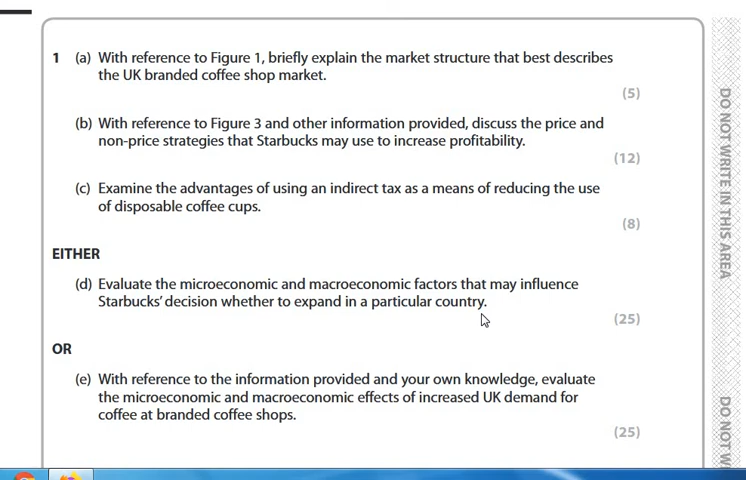 1 (a) With reference to Figure 1, briefly explain the market structure that best describes
the UK branded coffee shop market.
(5)
(b) With reference to Figure 3 and other information provided, discuss the price and
non-price strategies that Starbucks may use to increase profitability.
(12)
(c) Examine the advantages of using an indirect tax as a means of reducing the use
of disposable coffee cups.
(8)
EITHER
(d) Evaluate the microeconomic and macroeconomic factors that may influence
Starbucks' decision whether to expand in a particular country.
(25)
OR
(e) With reference to the information provided and your own knowledge, evaluate
the microeconomic and macroeconomic effects of increased UK demand for
coffee at branded coffee shops.
(25)
DO NOT WRITE IN THIS AREA
DO NOT